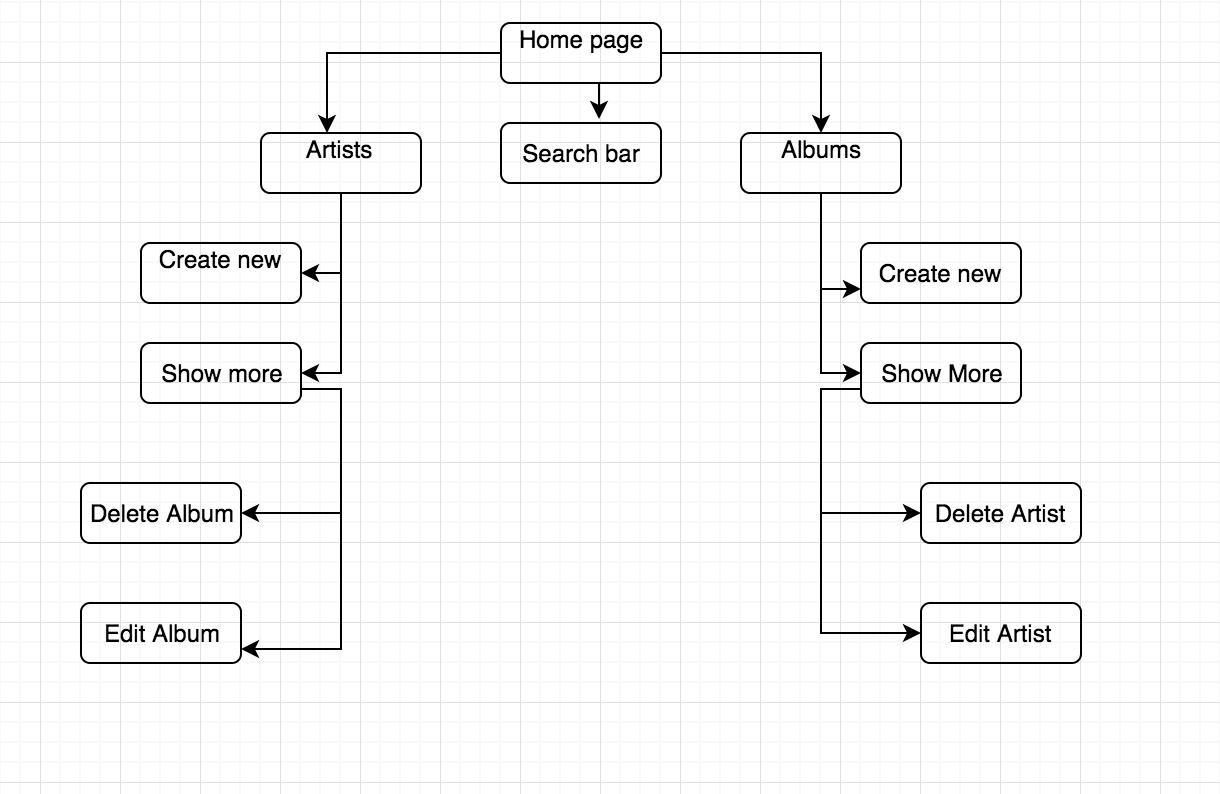 Home page
Artists
Search bar
Albums
Create new
Create new
Show more
Show More
Delete Album
Delete Artist
Edit Album
Edit Artist